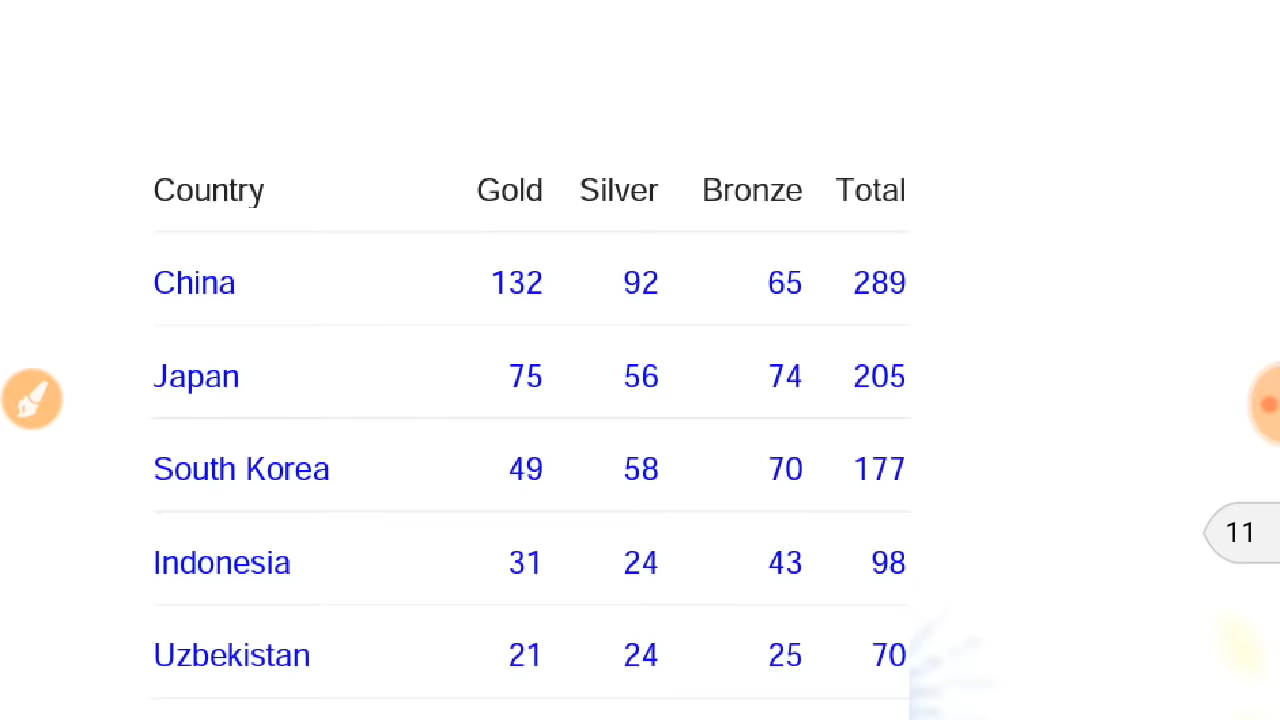 Country Gold Silver Bronze Total
China 132 92 65 289
Japan 75 56 74 205
South Korea 49 58 70 177
11
Indonesia 31 24 43 98
Uzbekistan 21 24 25 70